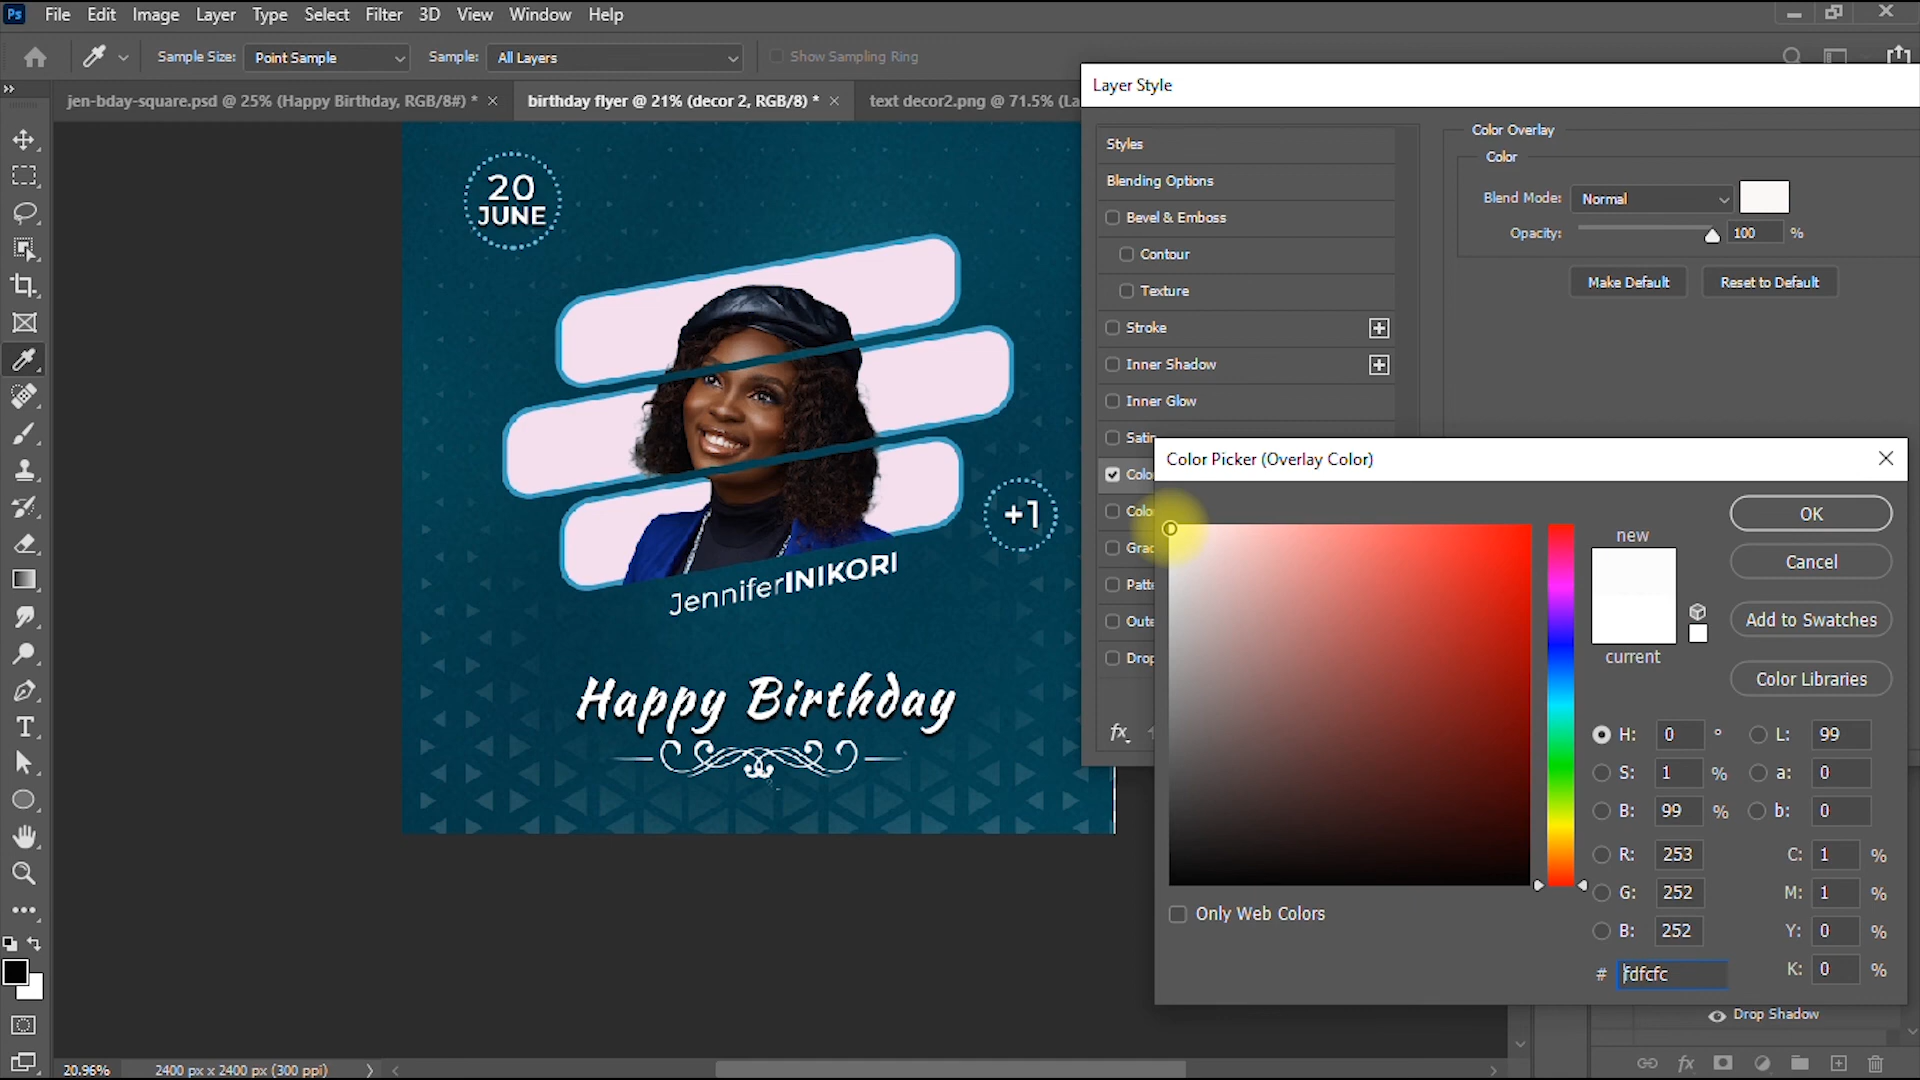 Ps File Edit Image Layer Type Select Filter 3D View Window Help
Sample Size: Point Sample Sample: All Layers Show Sampling Ring
jen-bday-square.psd @ 25% (Happy Birthday, RGB/8#) * birthday flyer @ 21% (decor 2, RGB/8) * text decor2.png @ 71.5% (La
20
JUNE
+1
JenniferINIKORI
Happy Birthday
Layer Style
Styles
Blending Options
Bevel & Emboss
Contour
Texture
Stroke
Inner Shadow
Inner Glow
Satin
Colo
Colo
Grad
Patte
Oute
Drop
fx
Color Overlay
Color
Blend Mode: Normal
Opacity: 100 %
Make Default Reset to Default
Color Picker (Overlay Color)
new
current
OK
Cancel
Add to Swatches
Color Libraries
H: 0 ° L: 99
S: 1 % a: 0
B: 99 % b: 0
R: 253 C: 1 %
G: 252 M: 1 %
B: 252 Y: 0 %
# fdfcfc K: 0 %
Only Web Colors
Drop Shadow
20.96% 2400 px x 2400 px (300 ppi)
fx